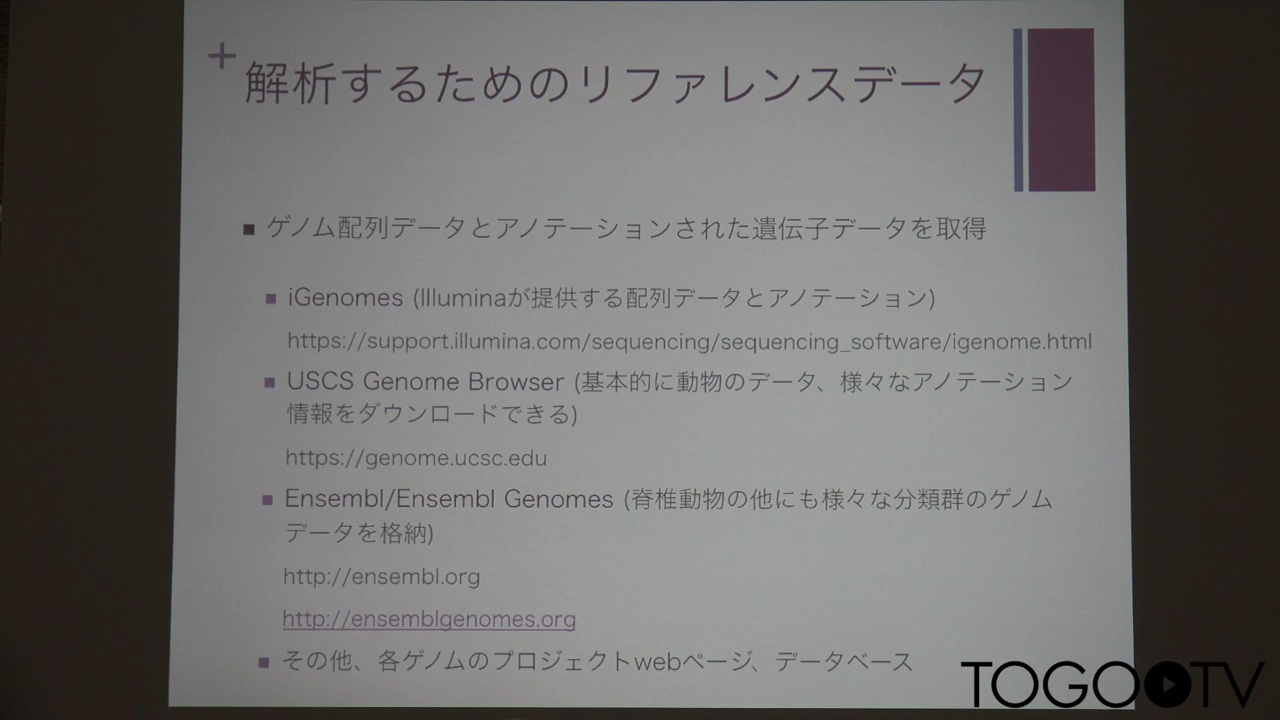 +
解析するためのリファレンスデータ
■ ゲノム配列データとアノテーションされた遺伝子データを取得
■ iGenomes (Illuminaが提供する配列データとアノテーション)
https://support.illumina.com/sequencing/sequencing_software/igenome.html
■ USCS Genome Browser (基本的に動物のデータ、様々なアノテーション
情報をダウンロードできる)
https://genome.ucsc.edu
■ Ensembl/Ensembl Genomes (脊椎動物の他にも様々な分類群のゲノム
データを格納)
http://ensembl.org
http://ensemblgenomes.org
■ その他、各ゲノムのプロジェクトwebページ、データベース
TOGOTV